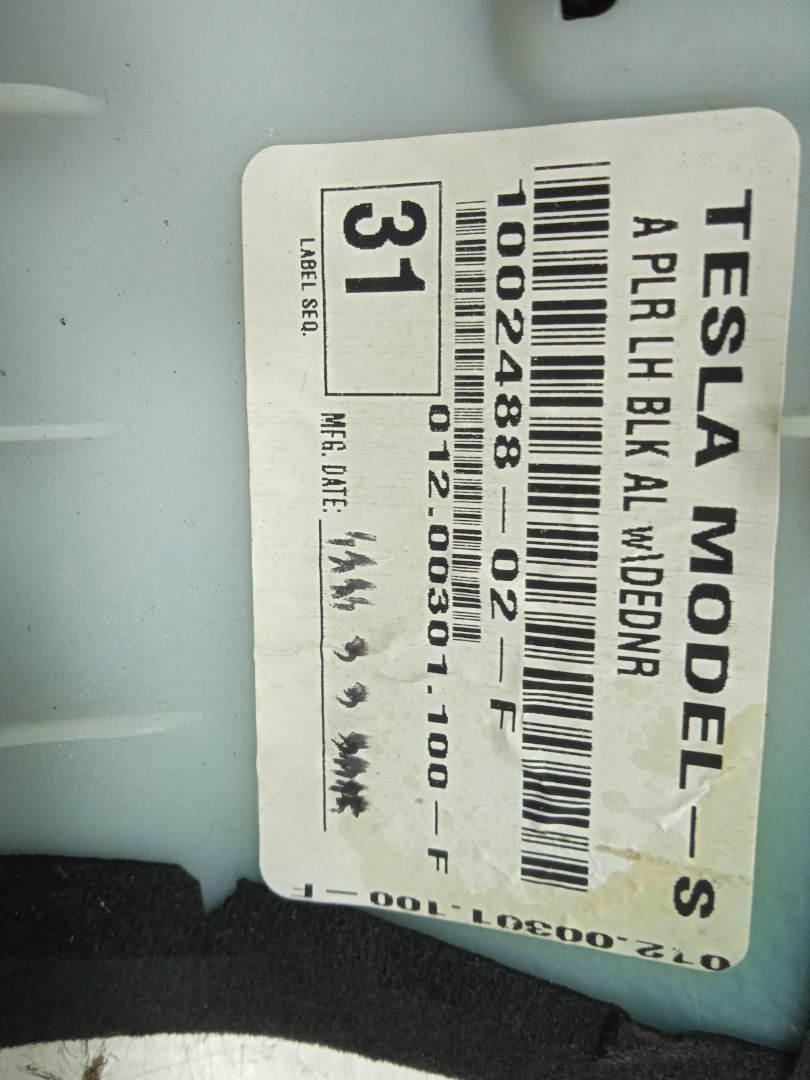 TESLA MODEL-S
A PLR LH BLK AL w\DEDNR
1002488-02-F
012.00301.100-F
31
LABEL SEQ.
MFG. DATE:
012.00301.100-F